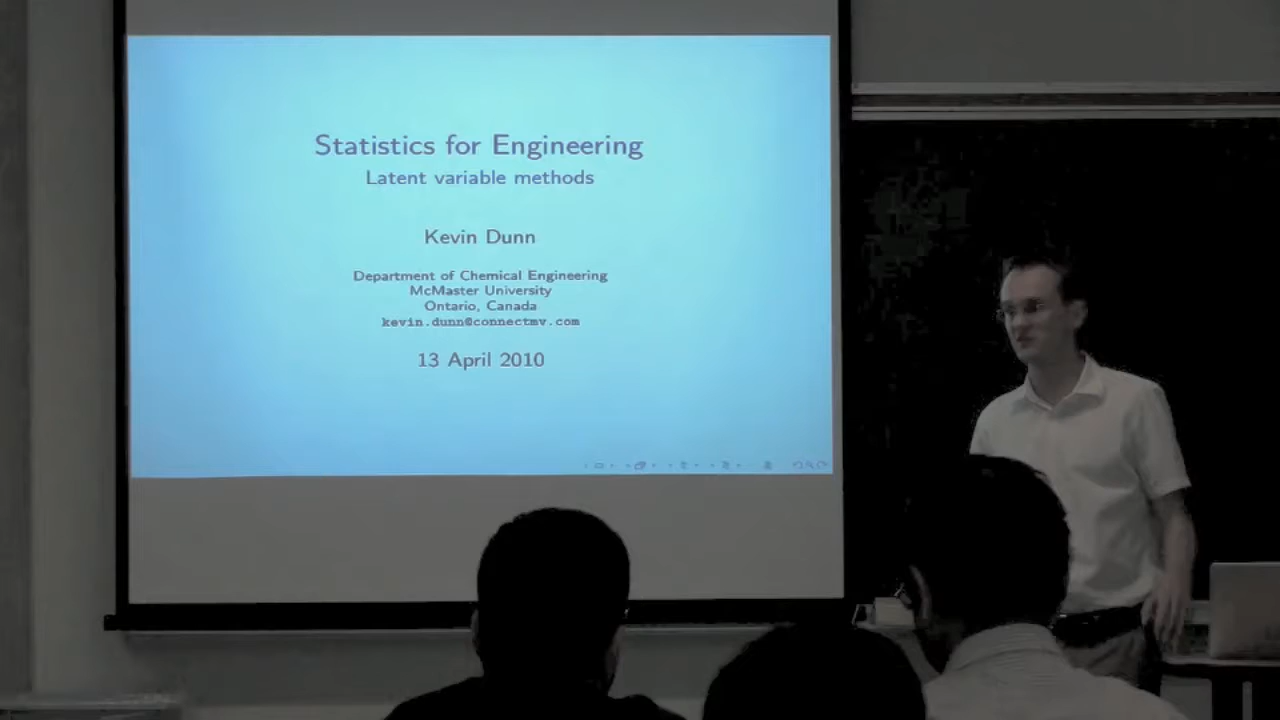 Statistics for Engineering
Latent variable methods
Kevin Dunn
Department of Chemical Engineering
McMaster University
Ontario, Canada
kevin.dunn@connectmv.com
13 April 2010